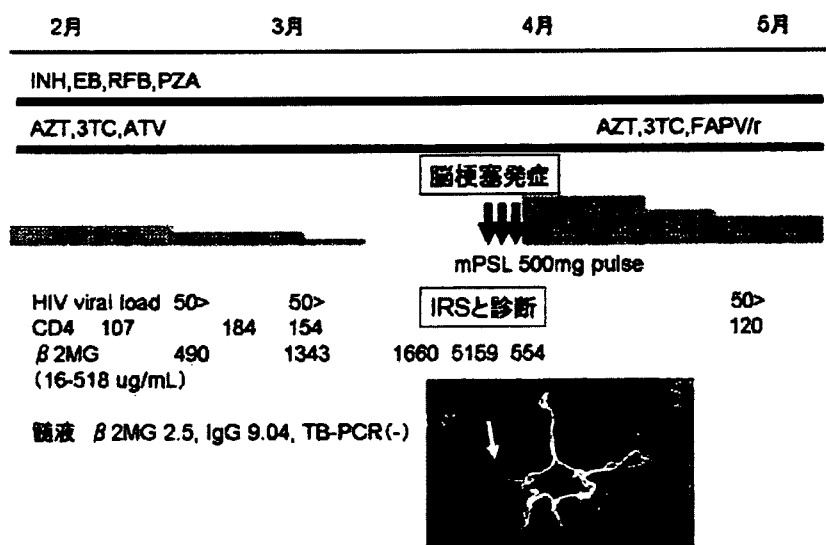 2月 3月 4月 5月
INH,EB,RFB,PZA
AZT,3TC,ATV AZT,3TC,FAPV/r
脳梗塞発症
mPSL 500mg pulse
HIV viral load 50> 50> IRSと診断 50>
CD4 107 184 154 120
β2MG 490 1343 1660 5159 554
(16-518 ug/mL)
髄液 β2MG 2.5, IgG 9.04, TB-PCR(-)